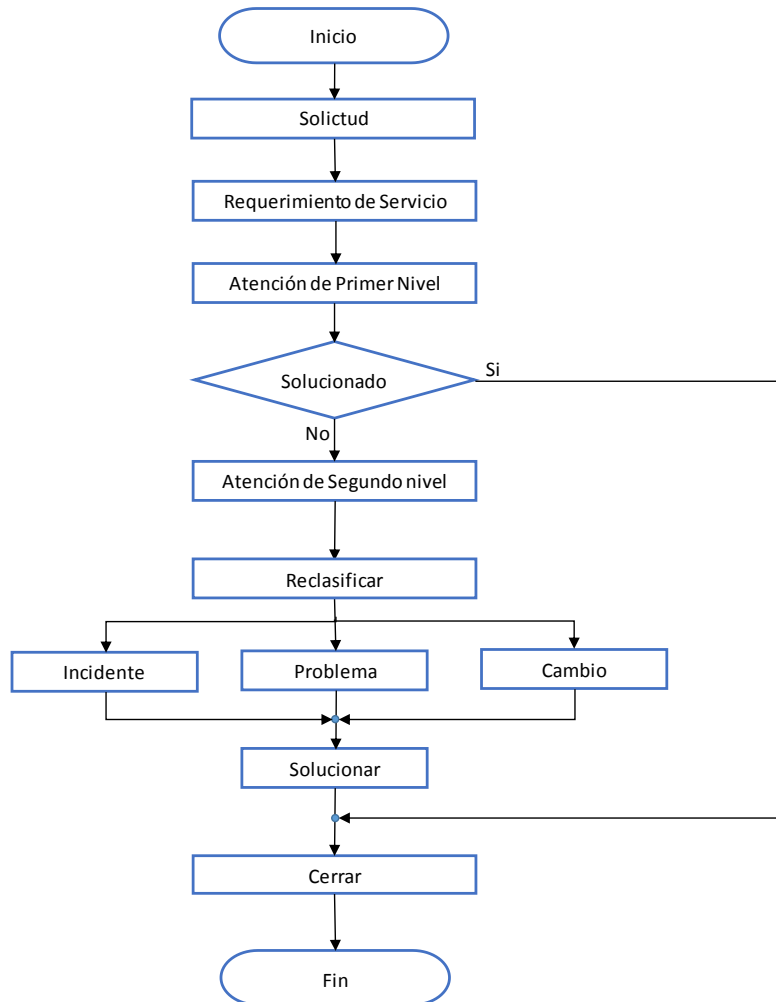 Inicio
Solictud
Requerimiento de Servicio
Atención de Primer Nivel
Solucionado
Si
No
Atención de Segundo nivel
Reclasificar
Incidente
Problema
Cambio
Solucionar
Cerrar
Fin